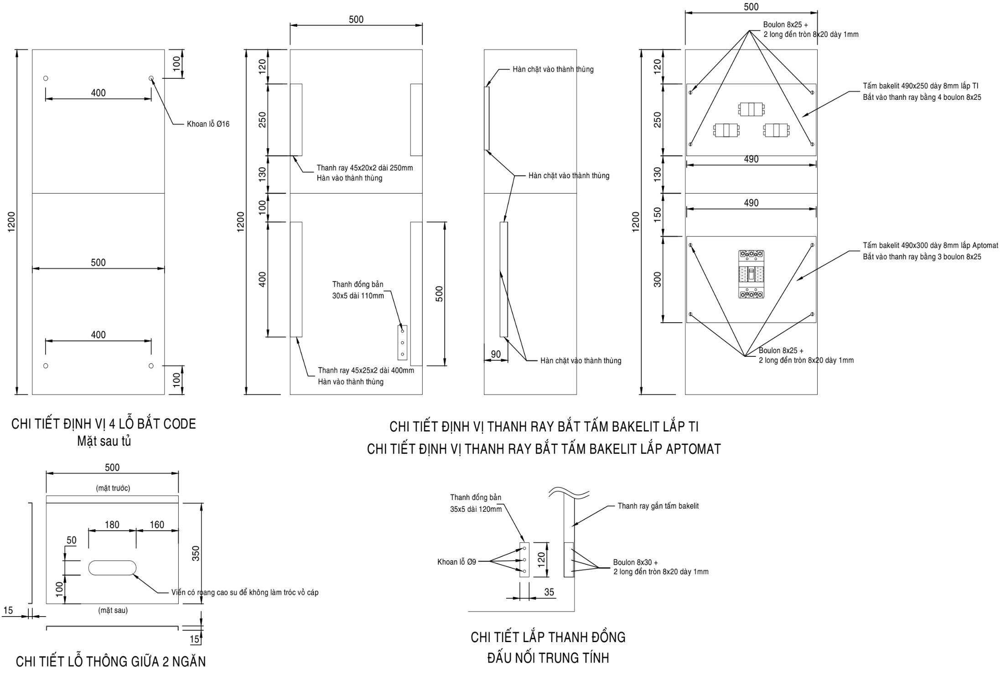 1200
100
400
Khoan lỗ Ø16
500
400
100
CHI TIẾT ĐỊNH VỊ 4 LỖ BẮT CODE
Mặt sau tủ
500
1200
120
250
130
100
400
Thanh ray 45x20x2 dài 250mm
Hàn vào thành thùng
Thanh đồng bản
30x5 dài 110mm
500
Thanh ray 45x25x2 dài 400mm
Hàn vào thành thùng
Hàn chặt vào thành thùng
Hàn chặt vào thành thùng
90
Hàn chặt vào thành thùng
500
Boulon 8x25 +
2 long đền tròn 8x20 dày 1mm
1200
120
250
130
150
300
Tấm bakelit 490x250 dày 8mm lắp TI
Bắt vào thanh ray bằng 4 boulon 8x25
490
490
Tấm bakelit 490x300 dày 8mm lắp Aptomat
Bắt vào thanh ray bằng 3 boulon 8x25
Boulon 8x25 +
2 long đền tròn 8x20 dày 1mm
CHI TIẾT ĐỊNH VỊ THANH RAY BẮT TẤM BAKELIT LẮP TI
CHI TIẾT ĐỊNH VỊ THANH RAY BẮT TẤM BAKELIT LẮP APTOMAT
500
(mặt trước)
180
160
50
350
100
Viền có roang cao su để không làm tróc vỏ cáp
(mặt sau)
15
15
CHI TIẾT LỖ THÔNG GIỮA 2 NGĂN
Thanh đồng bản
35x5 dài 120mm
Thanh ray gắn tấm bakelit
Khoan lỗ Ø9
120
Boulon 8x30 +
2 long đền tròn 8x20 dày 1mm
35
CHI TIẾT LẮP THANH ĐỒNG
ĐẤU NỐI TRUNG TÍNH